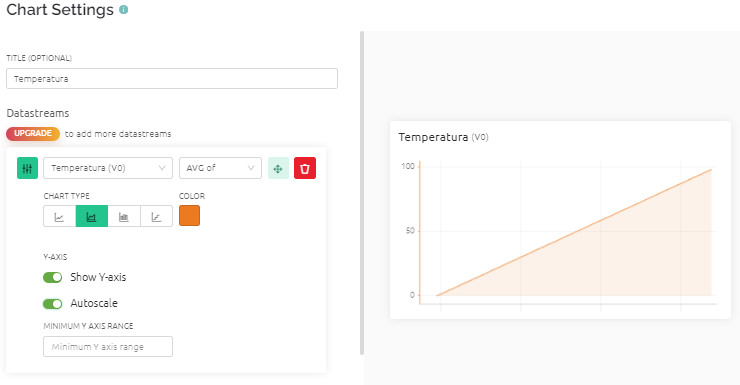 Chart Settings
TITLE (OPTIONAL)
Temperatura
Datastreams
UPGRADE to add more datastreams
Temperatura (V0) AVG of
CHART TYPE COLOR
Y-AXIS
Show Y-axis
Autoscale
MINIMUM Y AXIS RANGE
Minimum Y axis range
Temperatura (V0)
100
50
0